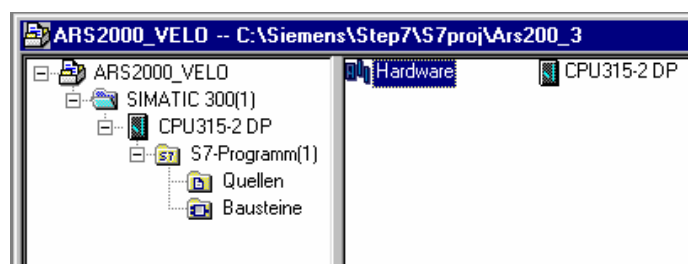 ARS2000_VELO -- C:\Siemens\Step7\S7proj\Ars200_3
ARS2000_VELO
SIMATIC 300(1)
CPU315-2 DP
S7-Programm(1)
Quellen
Bausteine
Hardware
CPU315-2 DP